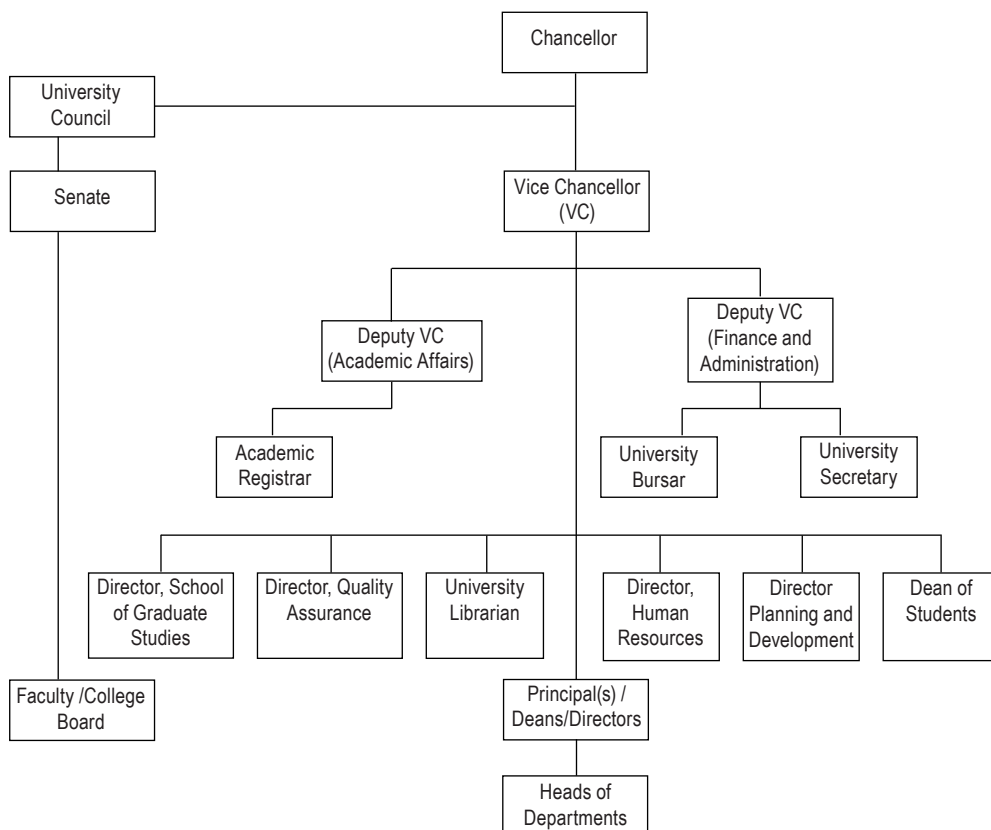 Chancellor
University
Council
Senate
Vice Chancellor
(VC)
Deputy VC
(Academic Affairs)
Deputy VC
(Finance and
Administration)
Academic
Registrar
University
Bursar
University
Secretary
Director, School
of Graduate
Studies
Director, Quality
Assurance
University
Librarian
Director,
Human
Resources
Director
Planning and
Development
Dean of
Students
Faculty /College
Board
Principal(s) /
Deans/Directors
Heads of
Departments